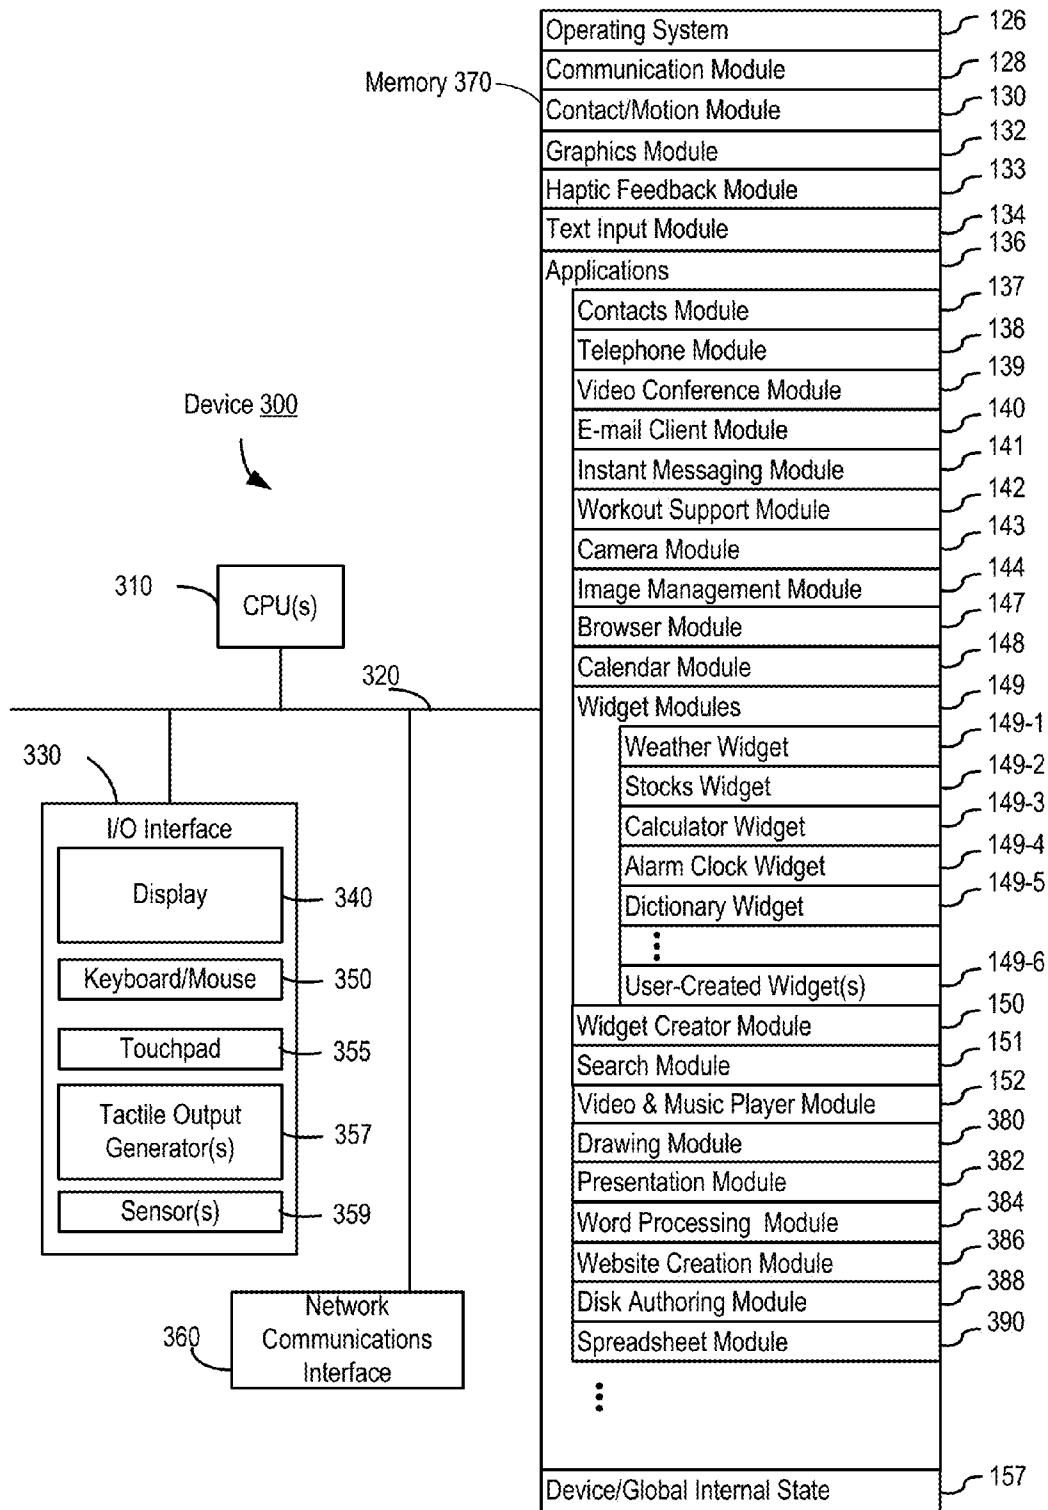 Operating System 126
Communication Module 128
Memory 370
Contact/Motion Module 130
Graphics Module 132
Haptic Feedback Module 133
Text Input Module 134
Applications 136
Contacts Module 137
Telephone Module 138
Video Conference Module 139
E-mail Client Module 140
Instant Messaging Module 141
Workout Support Module 142
Camera Module 143
Image Management Module 144
Browser Module 147
Calendar Module 148
Widget Modules 149
Weather Widget 149-1
Stocks Widget 149-2
Calculator Widget 149-3
Alarm Clock Widget 149-4
Dictionary Widget 149-5
User-Created Widget(s) 149-6
Widget Creator Module 150
Search Module 151
Video & Music Player Module 152
Drawing Module 380
Presentation Module 382
Word Processing Module 384
Website Creation Module 386
Disk Authoring Module 388
Spreadsheet Module 390
Device/Global Internal State 157
Device 300
310
CPU(s)
320
330
I/O Interface
Display 340
Keyboard/Mouse 350
Touchpad 355
Tactile Output
Generator(s) 357
Sensor(s) 359
360
Network
Communications
Interface